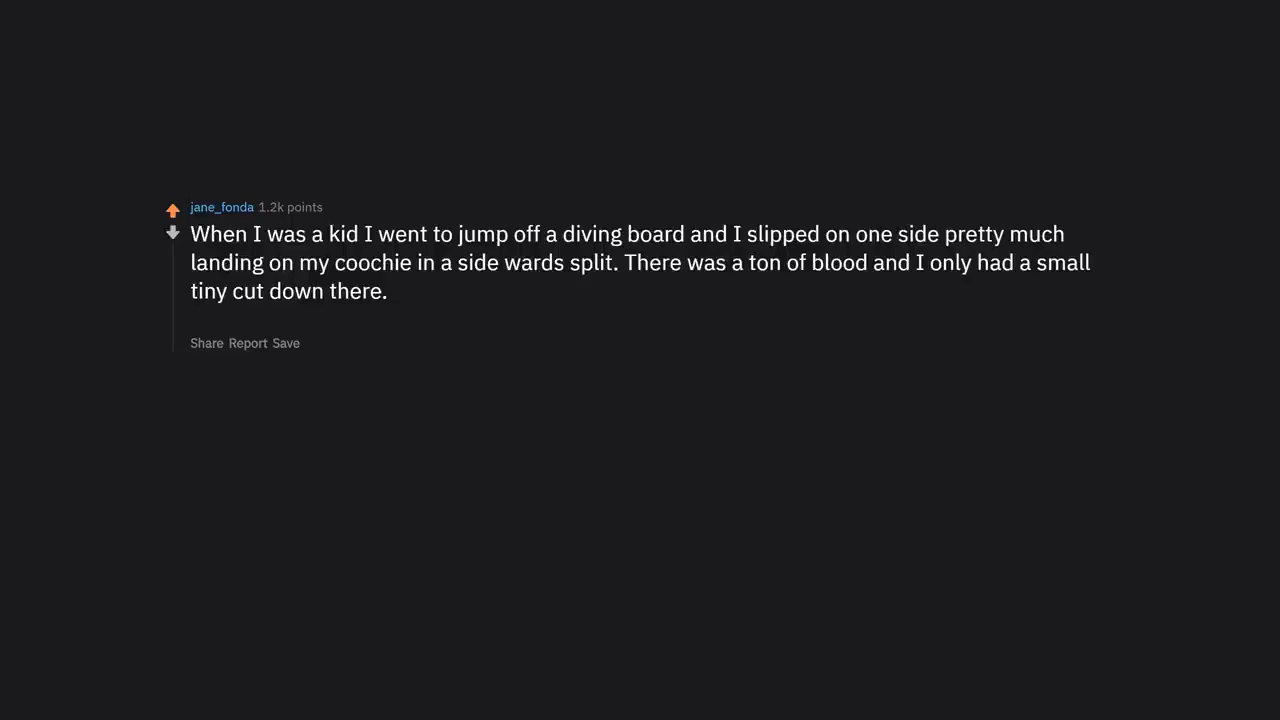 jane_fonda 1.2k points
When I was a kid I went to jump off a diving board and I slipped on one side pretty much
landing on my coochie in a side wards split. There was a ton of blood and I only had a small
tiny cut down there.
Share Report Save